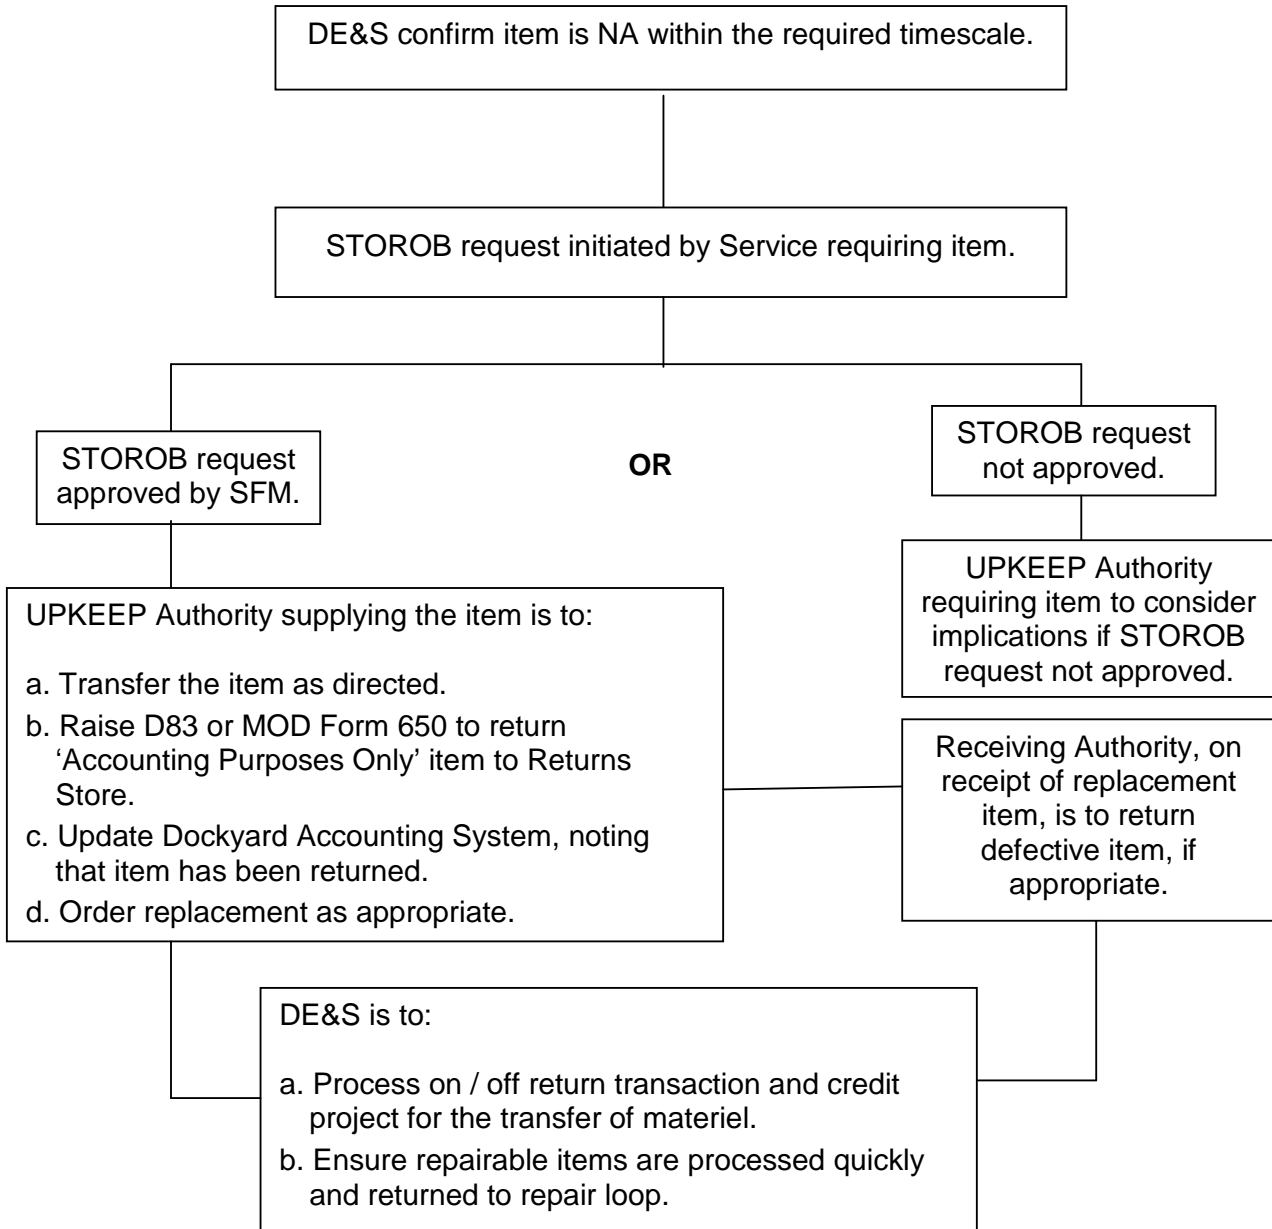 DE&S confirm item is NA within the required timescale.
STOROB request initiated by Service requiring item.
STOROB request
approved by SFM.
OR
STOROB request
not approved.
UPKEEP Authority
requiring item to consider
implications if STOROB
request not approved.
UPKEEP Authority supplying the item is to:
a. Transfer the item as directed.
b. Raise D83 or MOD Form 650 to return
‘Accounting Purposes Only’ item to Returns
Store.
c. Update Dockyard Accounting System, noting
that item has been returned.
d. Order replacement as appropriate.
Receiving Authority, on
receipt of replacement
item, is to return
defective item, if
appropriate.
DE&S is to:
a. Process on / off return transaction and credit
project for the transfer of materiel.
b. Ensure repairable items are processed quickly
and returned to repair loop.